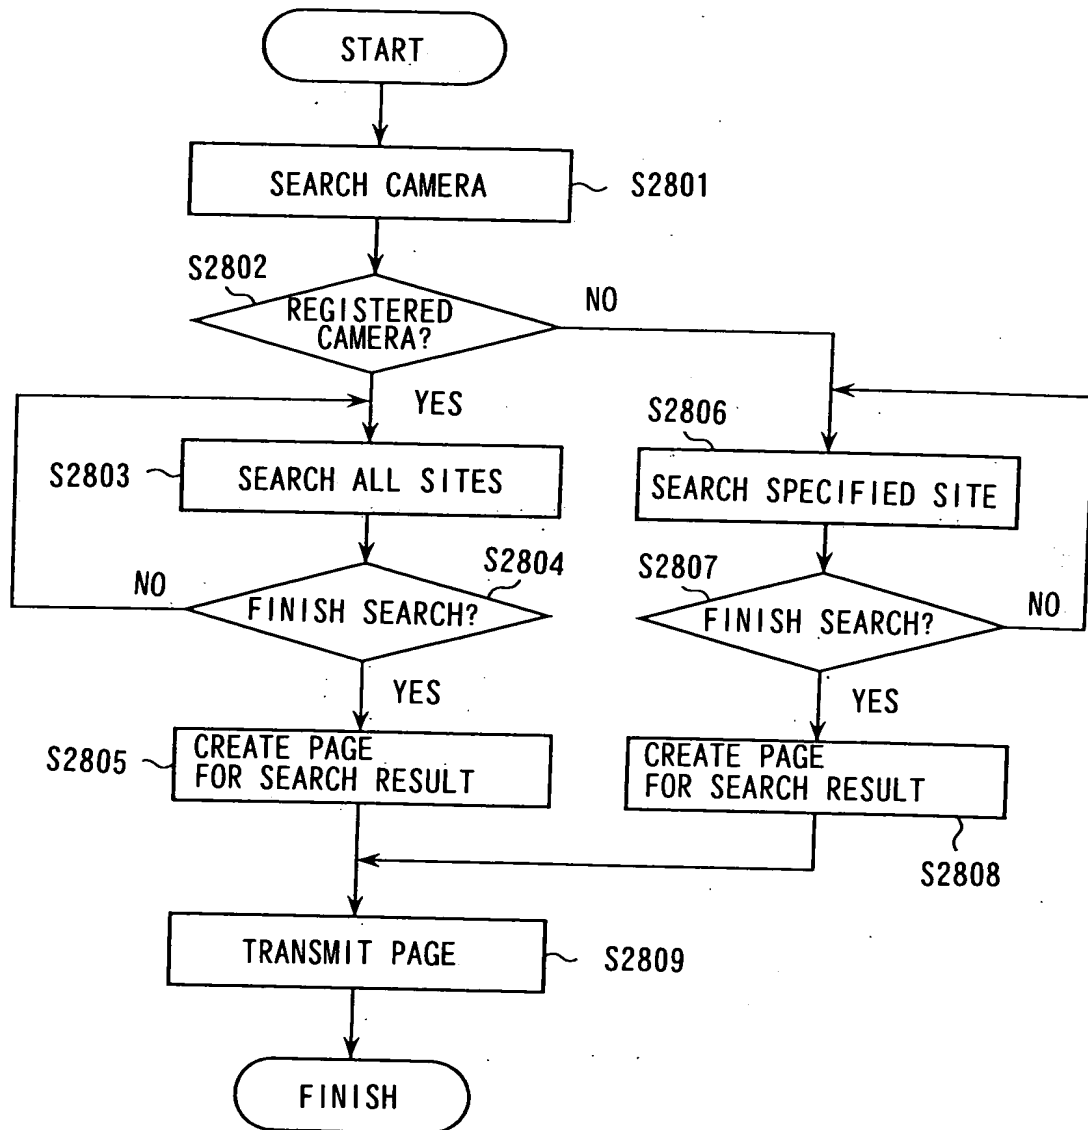 START
SEARCH CAMERA
S2801
S2802
REGISTERED
CAMERA?
NO
YES
S2803
SEARCH ALL SITES
S2806
SEARCH SPECIFIED SITE
S2804
FINISH SEARCH?
NO
YES
S2807
FINISH SEARCH?
NO
YES
S2805
CREATE PAGE
FOR SEARCH RESULT
CREATE PAGE
FOR SEARCH RESULT
S2808
TRANSMIT PAGE
S2809
FINISH